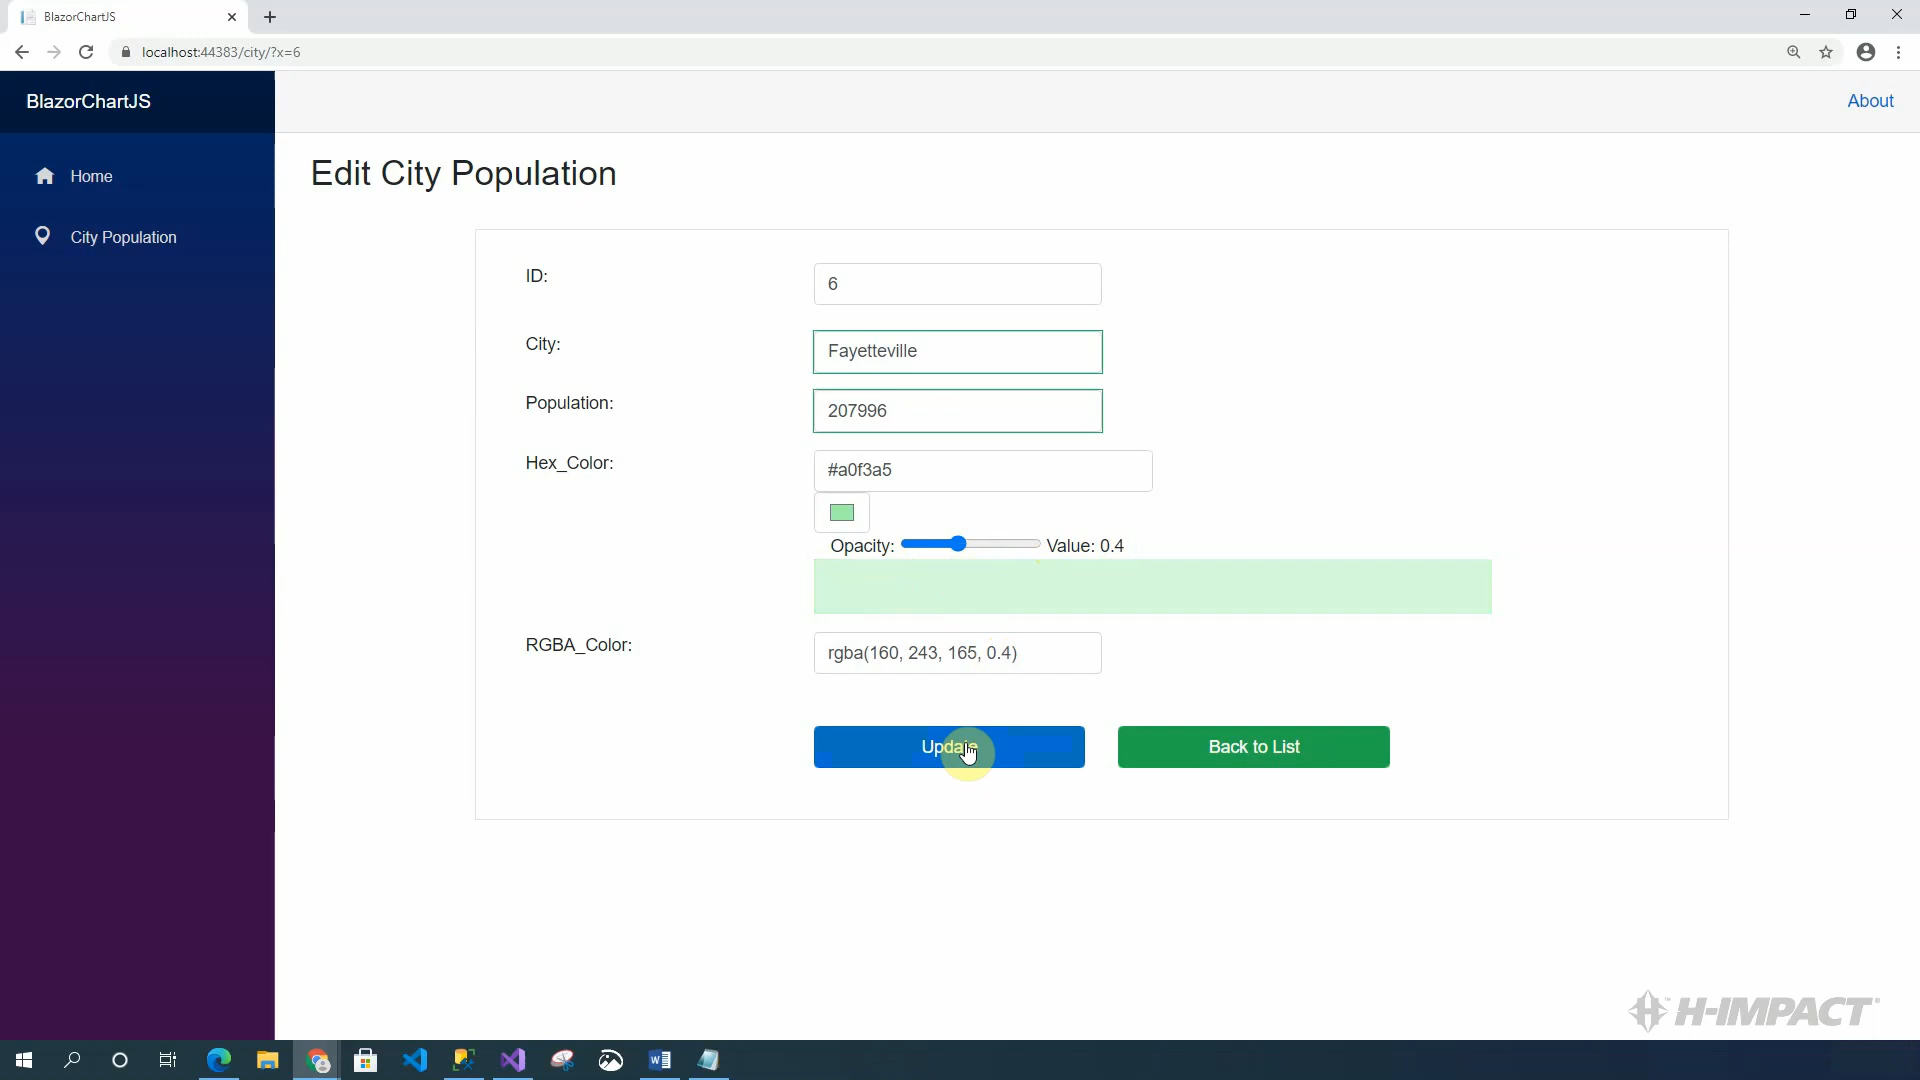 BlazorChartJS
localhost:44383/city/?x=6
BlazorChartJS
About
Home
City Population
Edit City Population
ID:
6
City:
Fayetteville
Population:
207996
Hex_Color:
#a0f3a5
Opacity:
Value: 0.4
RGBA_Color:
rgba(160, 243, 165, 0.4)
Update
Back to List
H-IMPACT